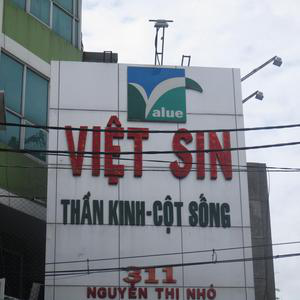 Value
VIỆT SIN
THẦN KINH-CỘT SỐNG
311
NGUYỄN THỊ NHỎ